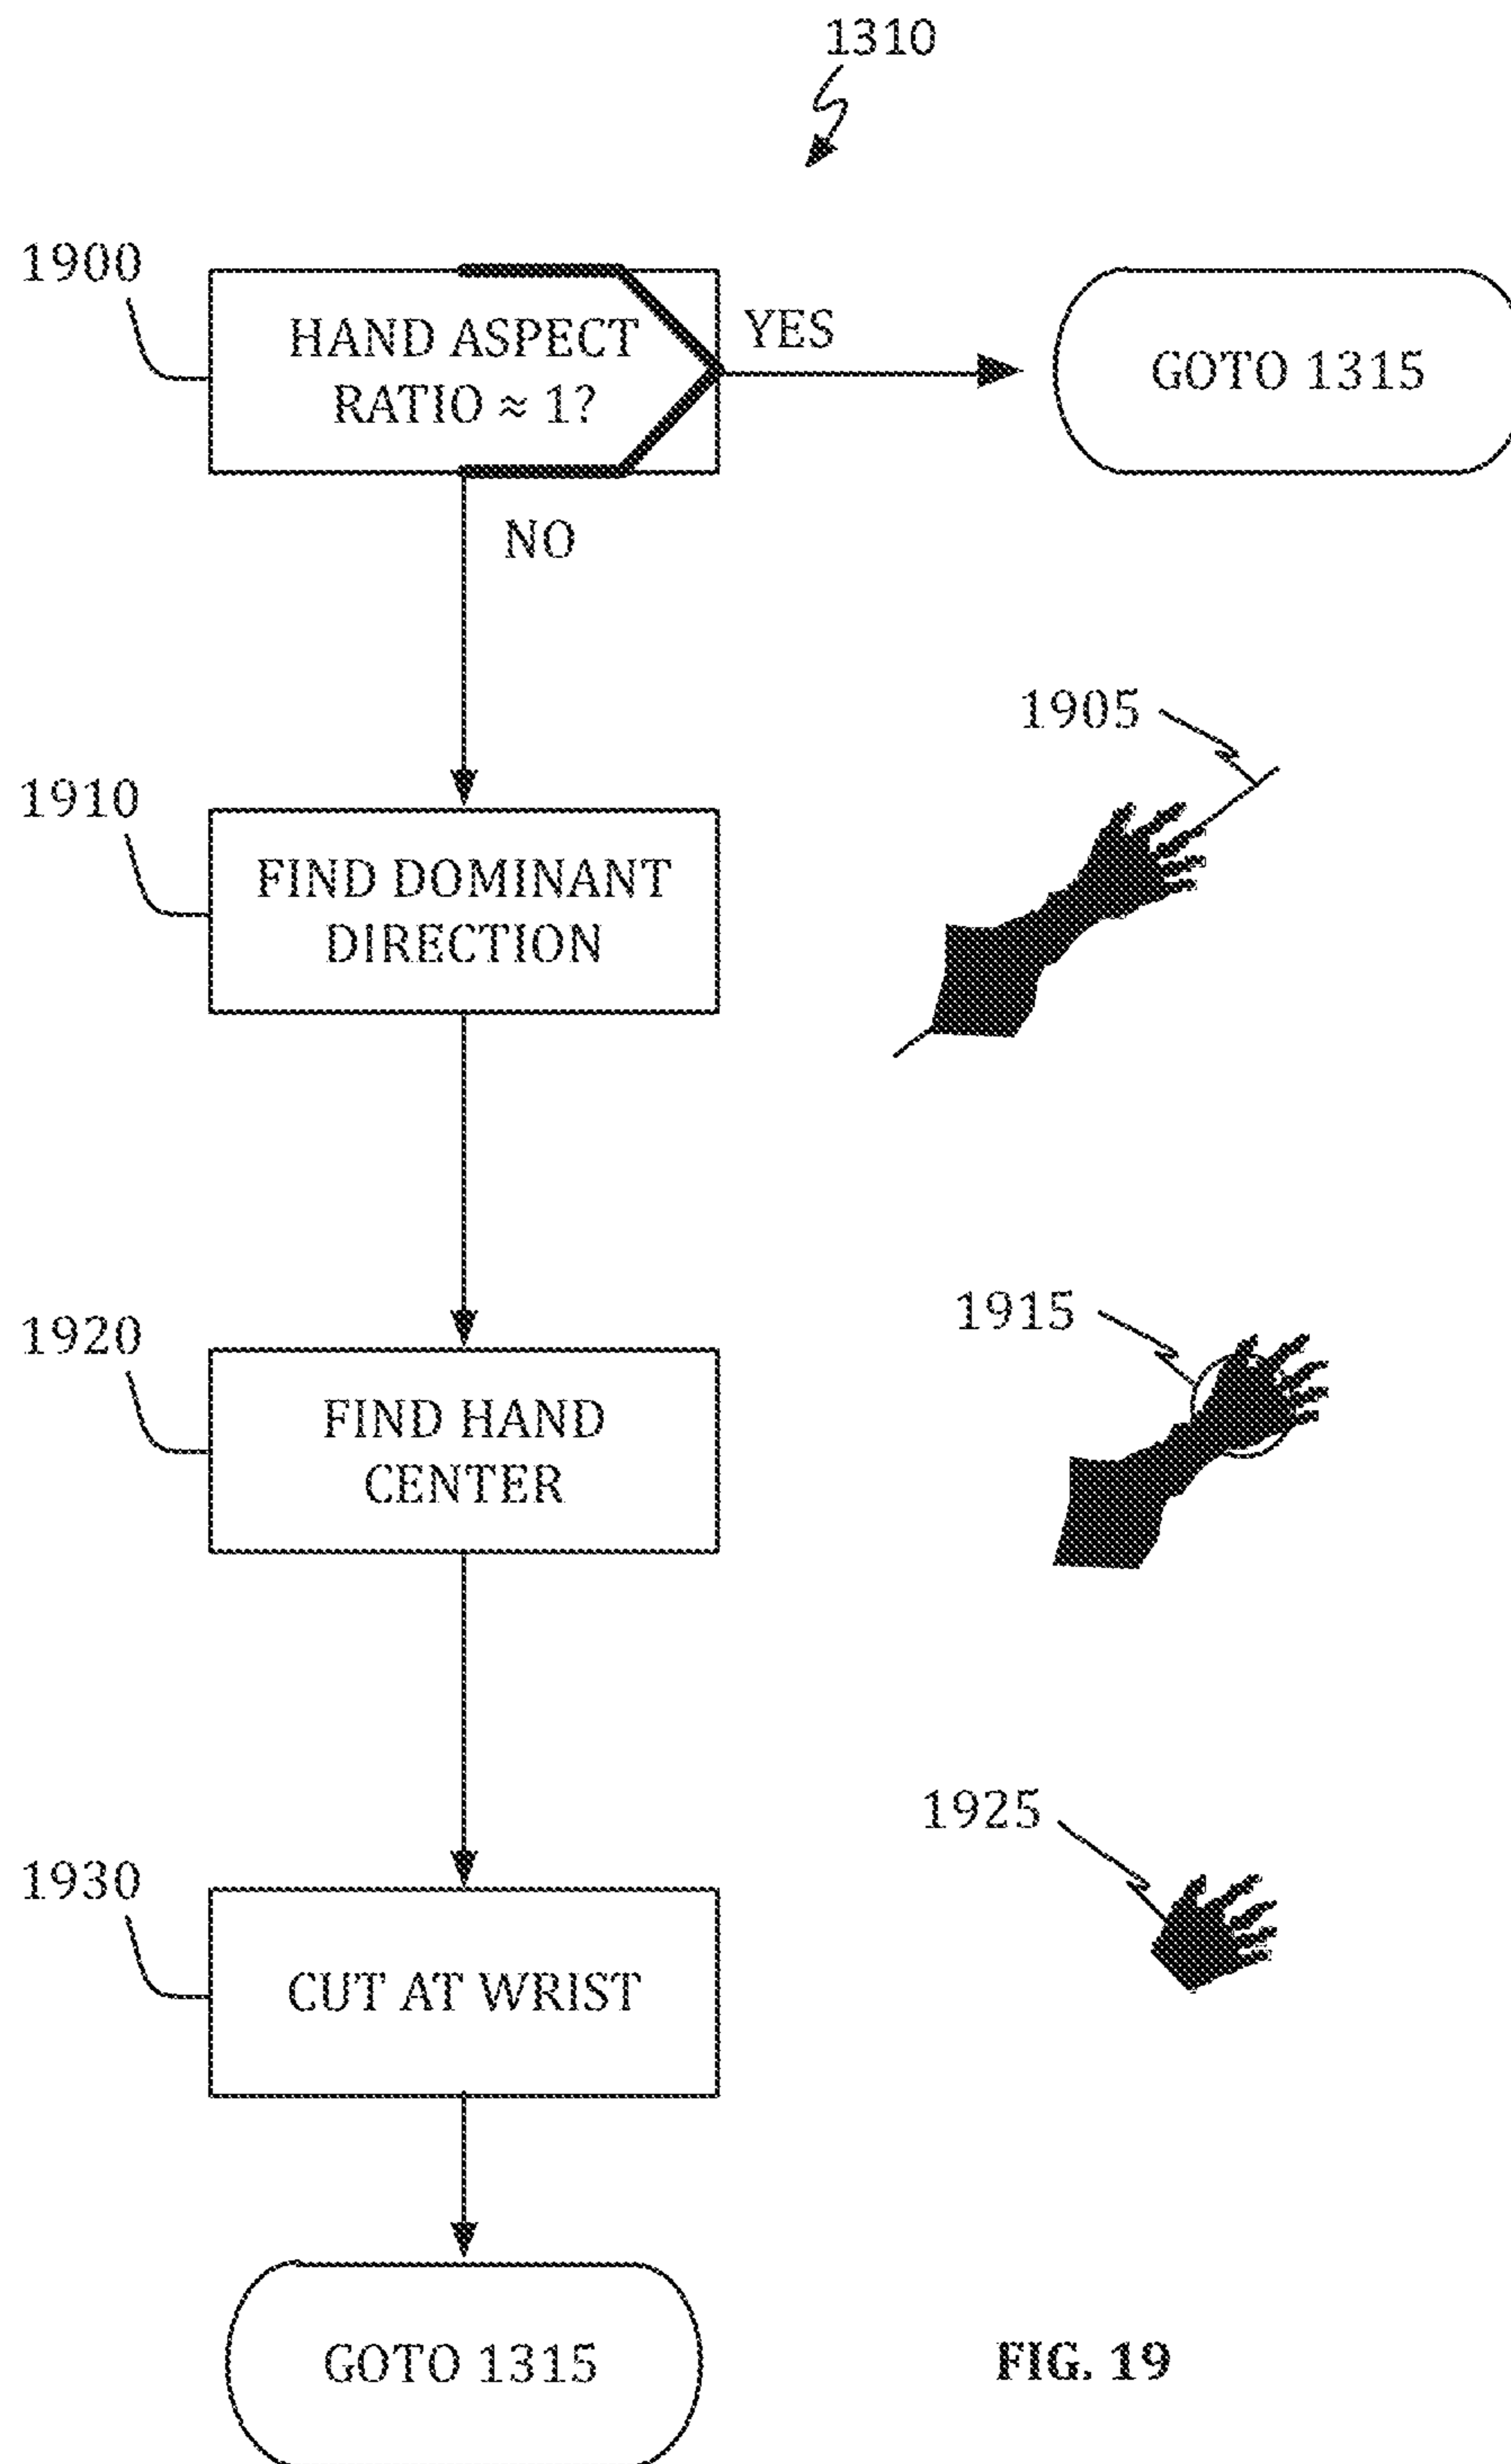 1310
1900
HAND ASPECT
RATIO ≈ 1?
YES
GOTO 1315
NO
1905
1910
FIND DOMINANT
DIRECTION
1915
1920
FIND HAND
CENTER
1925
1930
CUT AT WRIST
GOTO 1315
FIG. 19